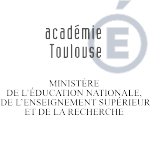 académie
Toulouse
MINISTÈRE
DE L'ÉDUCATION NATIONALE,
DE L'ENSEIGNEMENT SUPÉRIEUR
ET DE LA RECHERCHE